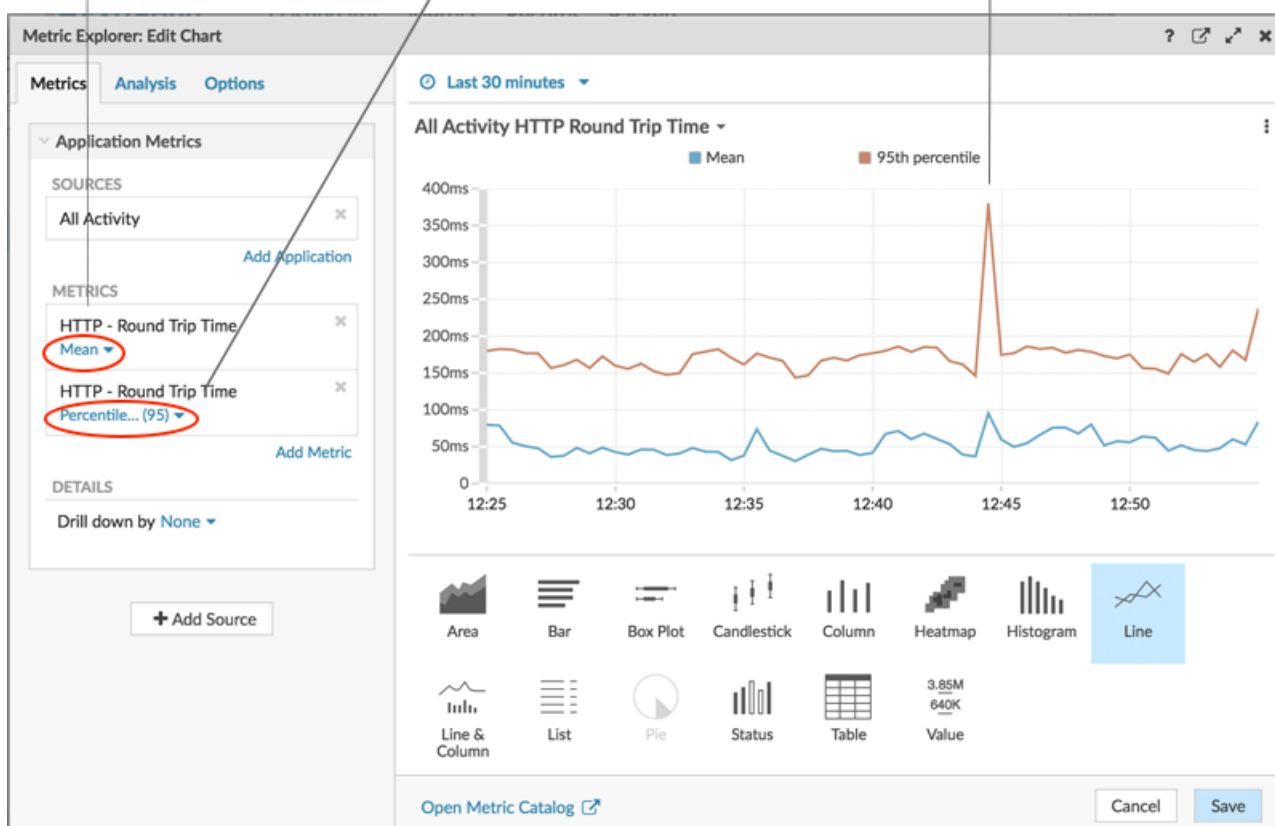 Metric Explorer: Edit Chart
?
Metrics Analysis Options
Application Metrics
SOURCES
All Activity
Add Application
METRICS
HTTP - Round Trip Time
Mean
HTTP - Round Trip Time
Percentile... (95)
Add Metric
DETAILS
Drill down by None
+ Add Source
Last 30 minutes
All Activity HTTP Round Trip Time
Mean 95th percentile
400ms
350ms
300ms
250ms
200ms
150ms
100ms
50ms
0
12:25 12:30 12:35 12:40 12:45 12:50
Area Bar Box Plot Candlestick Column Heatmap Histogram Line
3.85M
640K
Line &
Column
List Pie Status Table Value
Open Metric Catalog
Cancel Save